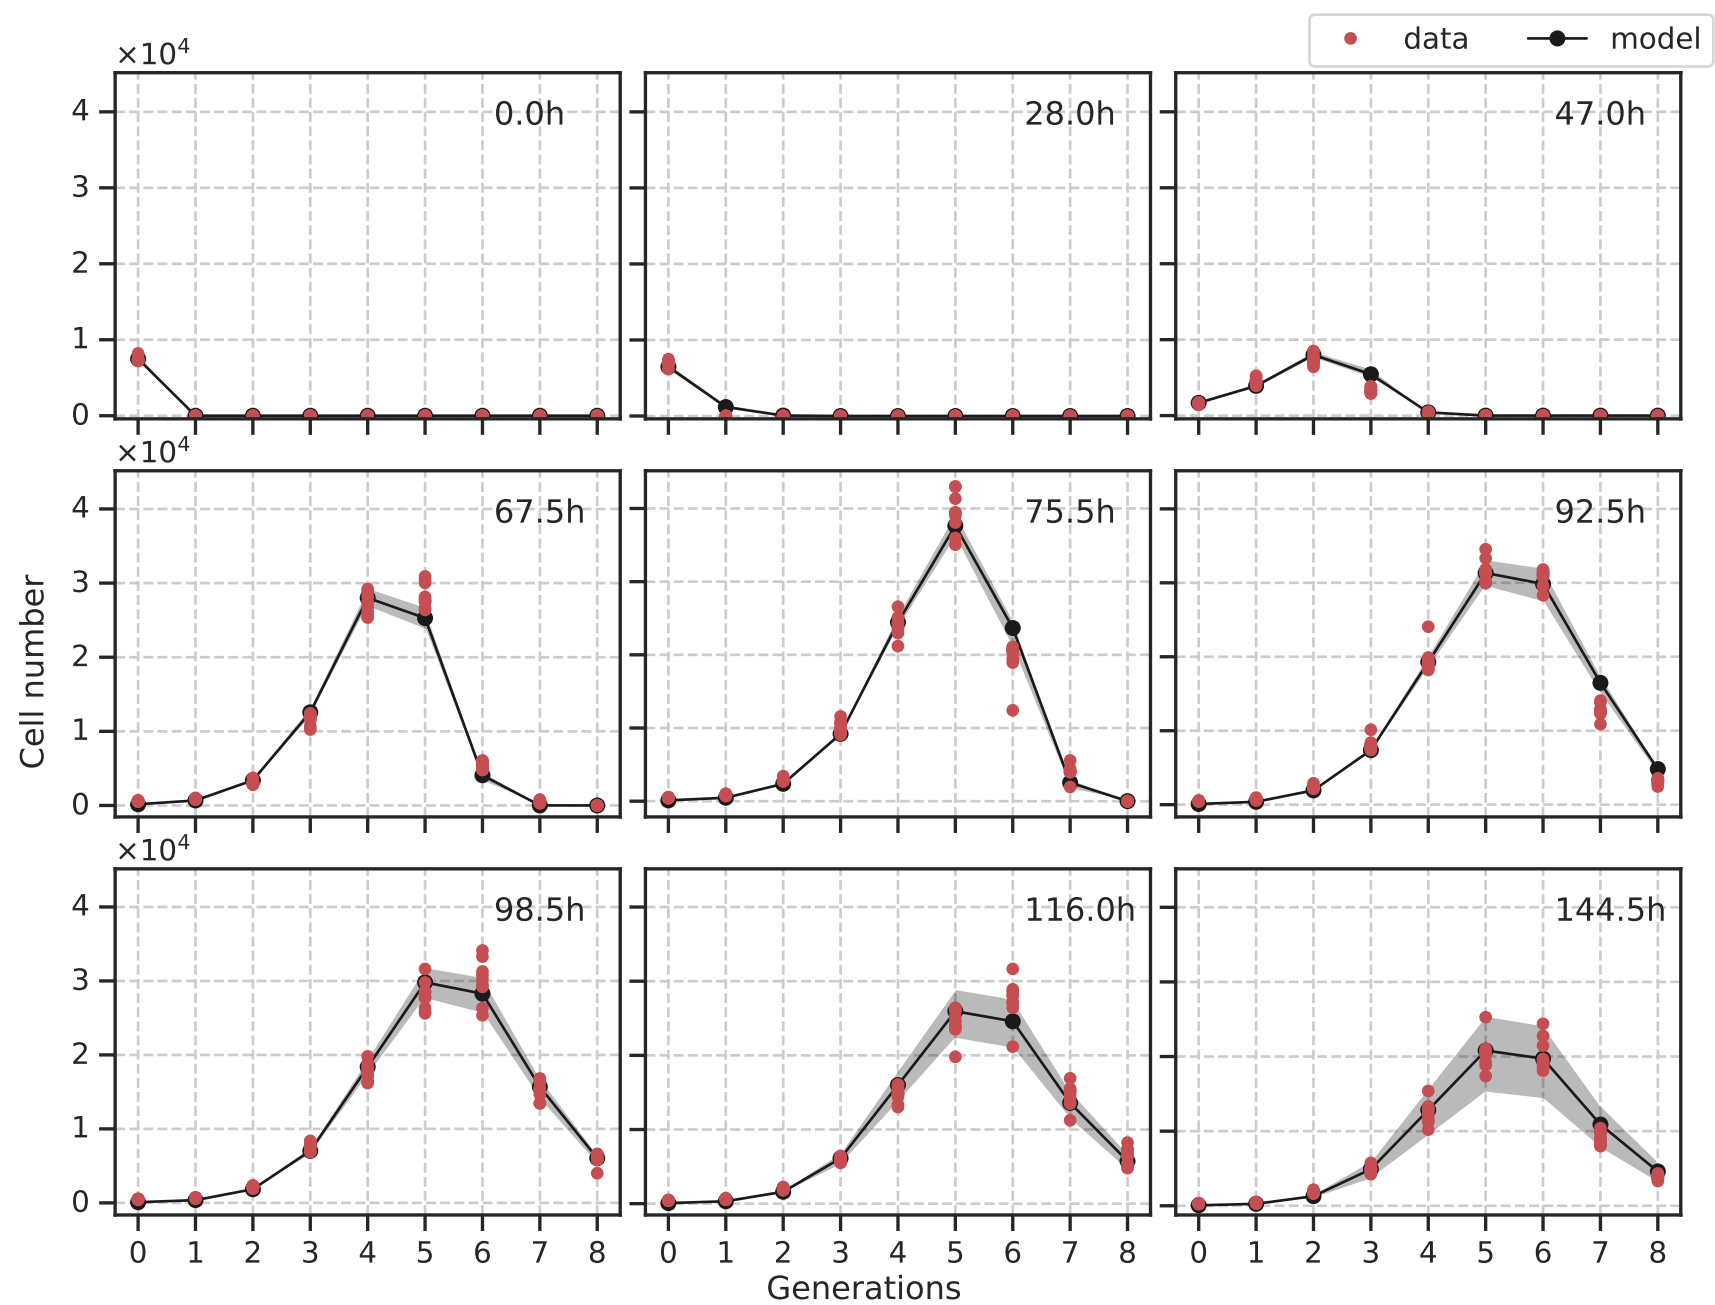 data model
×10⁴
4 0.0h 28.0h 47.0h
3
2
1
0
×10⁴
4 67.5h 75.5h 92.5h
3
2
1
0
Cell number
×10⁴
4 98.5h 116.0h 144.5h
3
2
1
0
0 1 2 3 4 5 6 7 8 0 1 2 3 4 5 6 7 8 0 1 2 3 4 5 6 7 8
Generations